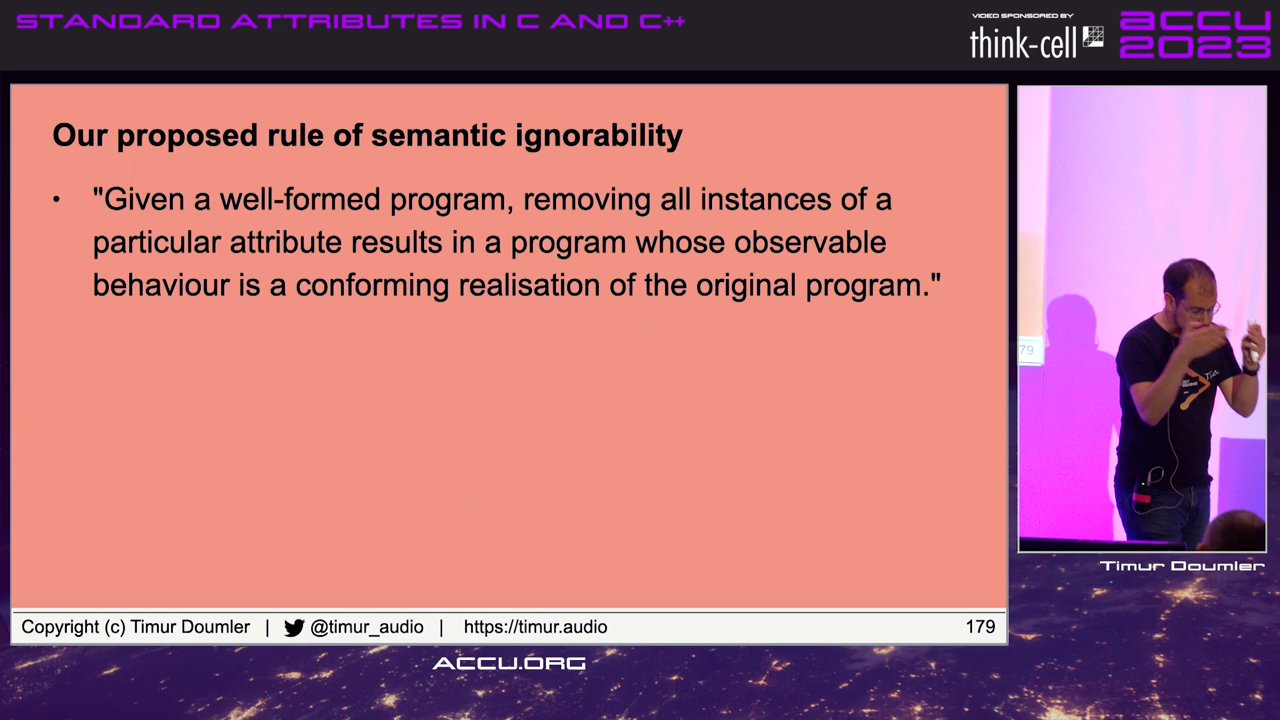 STANDARD ATTRIBUTES IN C AND C++
VIDEO SPONSORED BY
think-cell
ACCU
2023
Our proposed rule of semantic ignorability
• "Given a well-formed program, removing all instances of a
particular attribute results in a program whose observable
behaviour is a conforming realisation of the original program."
79
Timur Doumler
Copyright (c) Timur Doumler | @timur_audio | https://timur.audio
179
ACCU.ORG